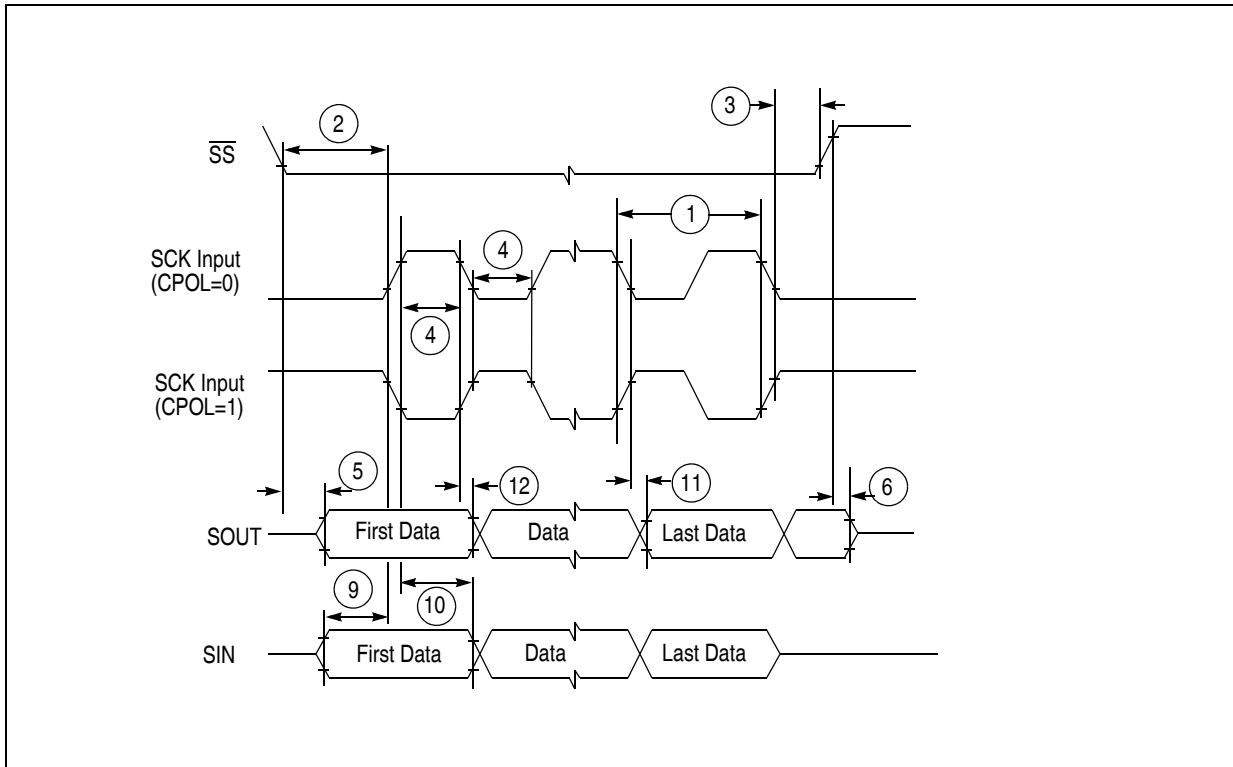 3
2
SS
1
4
SCK Input
(CPOL=0)
4
SCK Input
(CPOL=1)
5
12
11
6
SOUT
First Data
Data
Last Data
9
10
SIN
First Data
Data
Last Data